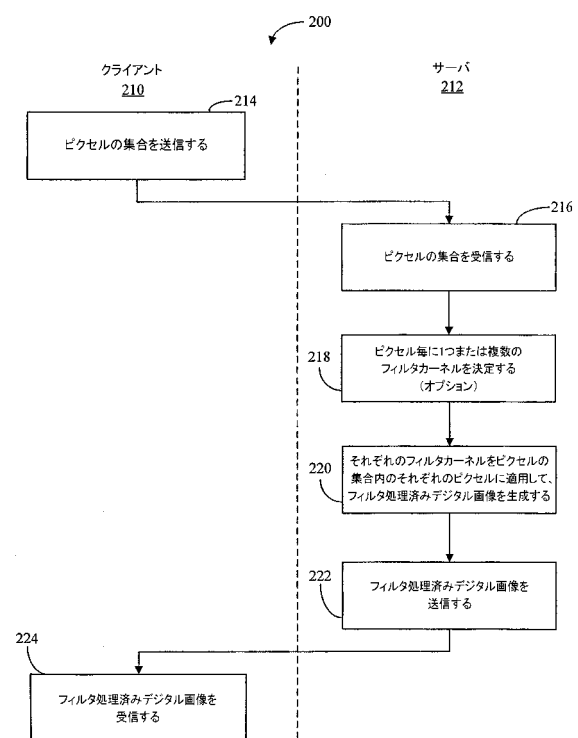 200
クライアント
210
サーバ
212
214
ピクセルの集合を送信する
216
ピクセルの集合を受信する
218
ピクセル毎に1つまたは複数の
フィルタカーネルを決定する
(オプション)
220
それぞれのフィルタカーネルをピクセルの
集合内のそれぞれのピクセルに適用して、
フィルタ処理済みデジタル画像を生成する
222
フィルタ処理済みデジタル画像を
送信する
224
フィルタ処理済みデジタル画像を
受信する